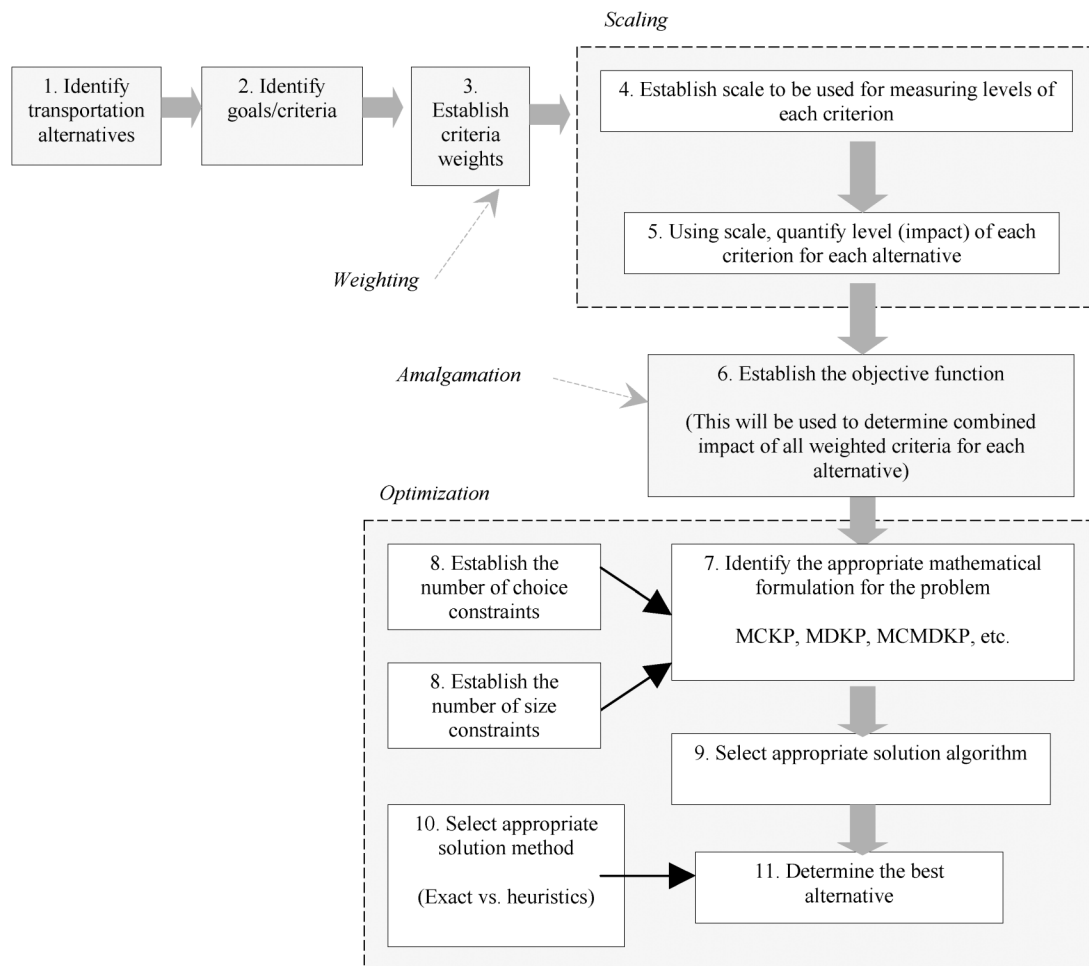 Scaling
1. Identify
transportation
alternatives
2. Identify
goals/criteria
3.
Establish
criteria
weights
4. Establish scale to be used for measuring levels of
each criterion
5. Using scale, quantify level (impact) of each
criterion for each alternative
Weighting
Amalgamation
6. Establish the objective function
(This will be used to determine combined
impact of all weighted criteria for each
alternative)
Optimization
8. Establish the
number of choice
constraints
7. Identify the appropriate mathematical
formulation for the problem
MCKP, MDKP, MCMDKP, etc.
8. Establish the
number of size
constraints
9. Select appropriate solution algorithm
10. Select appropriate
solution method
(Exact vs. heuristics)
11. Determine the best
alternative